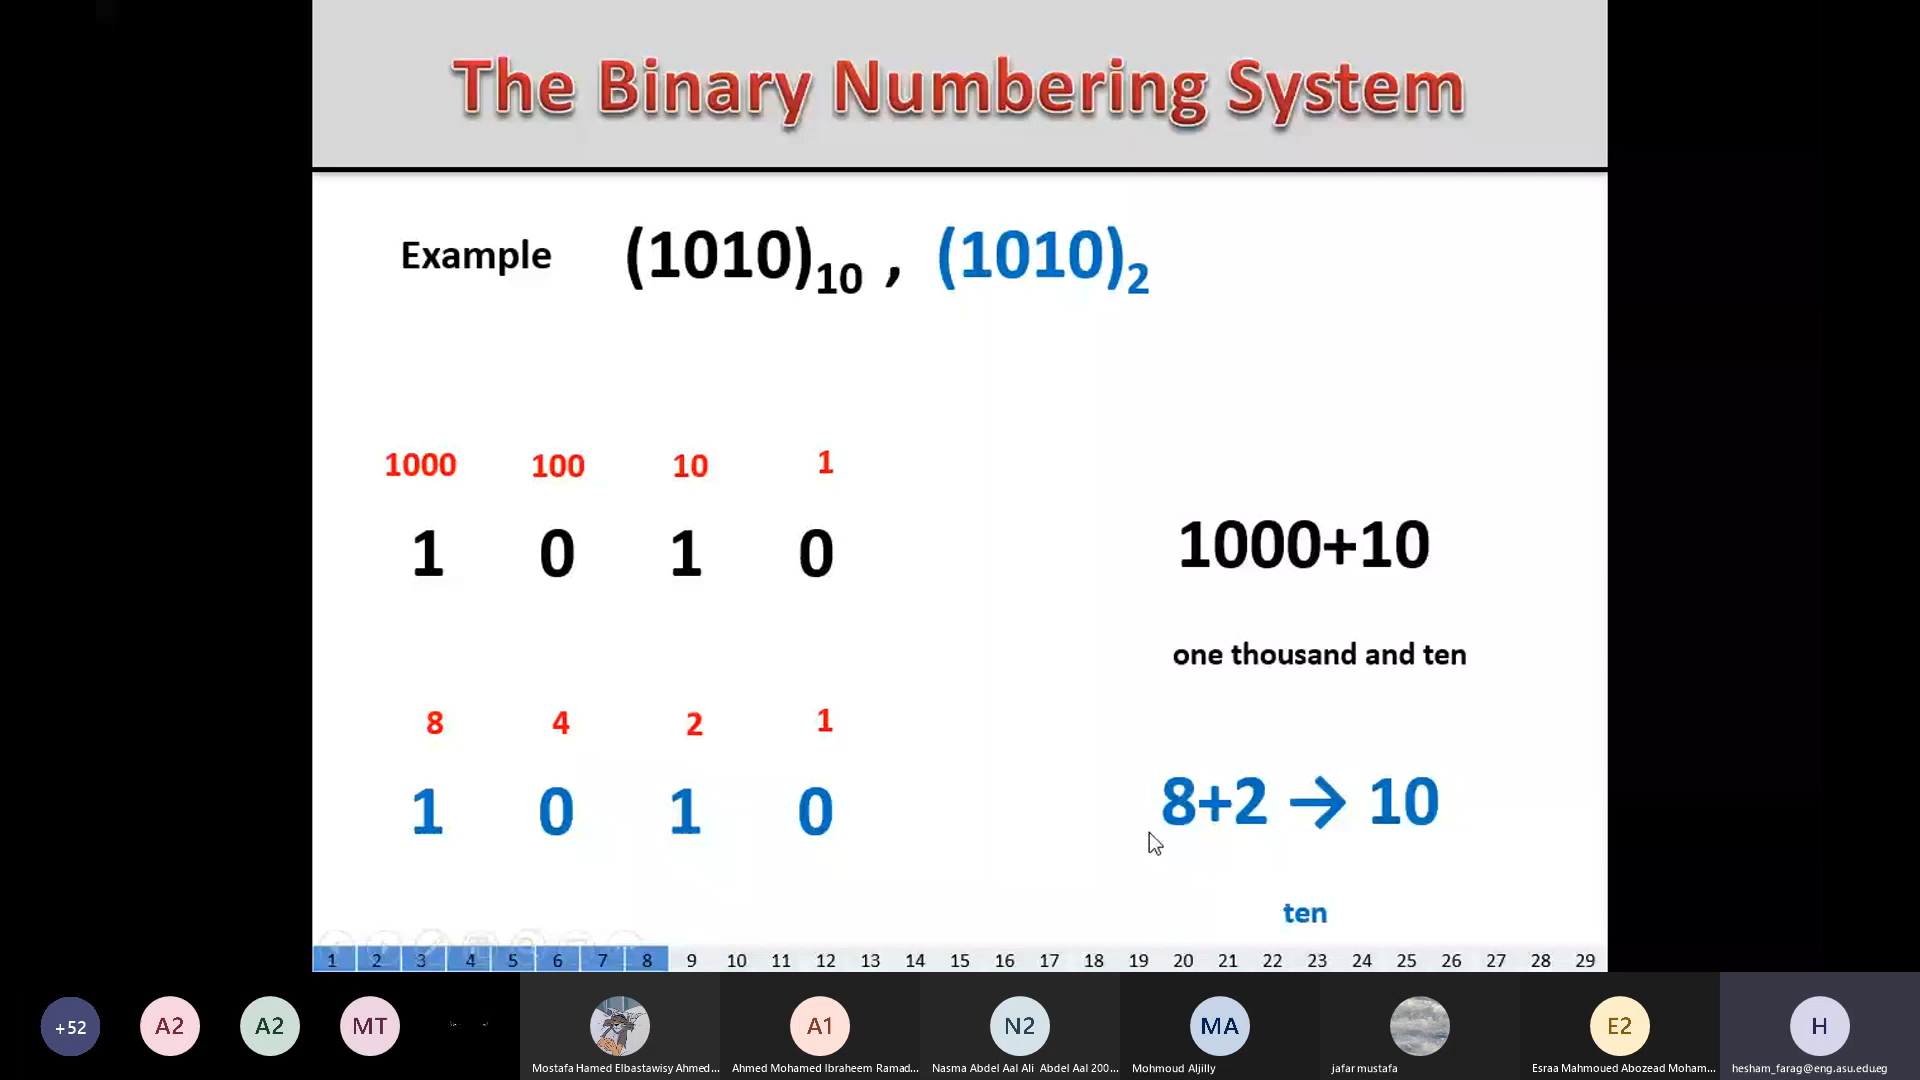 The Binary Numbering System
Example (1010)10 , (1010)2
1000 100 10 1
1 0 1 0
1000+10
one thousand and ten
8 4 2 1
1 0 1 0
8+2 → 10
ten
1 2 3 4 5 6 7 8 9 10 11 12 13 14 15 16 17 18 19 20 21 22 23 24 25 26 27 28 29
+52 A2 A2 MT A1 N2 MA E2 H
Mostafa Hamed Elbastawisy Ahmed... Ahmed Mohamed Ibraheem Ramad... Nasma Abdel Aal Ali Abdel Aal 200... Mohmoud Aljilly jafar mustafa Esraa Mahmoued Abozead Moham... hesham_farag@eng.asu.edu.eg